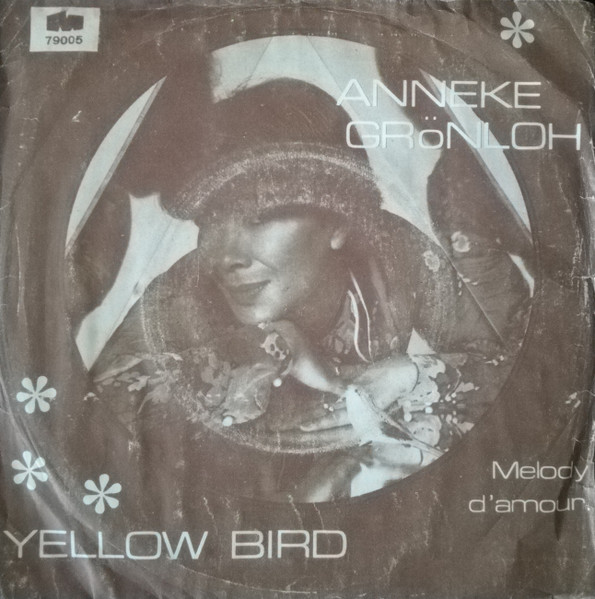 79005
ANNEKE
GRöNLOH
Melody
d'amour
YELLOW BIRD